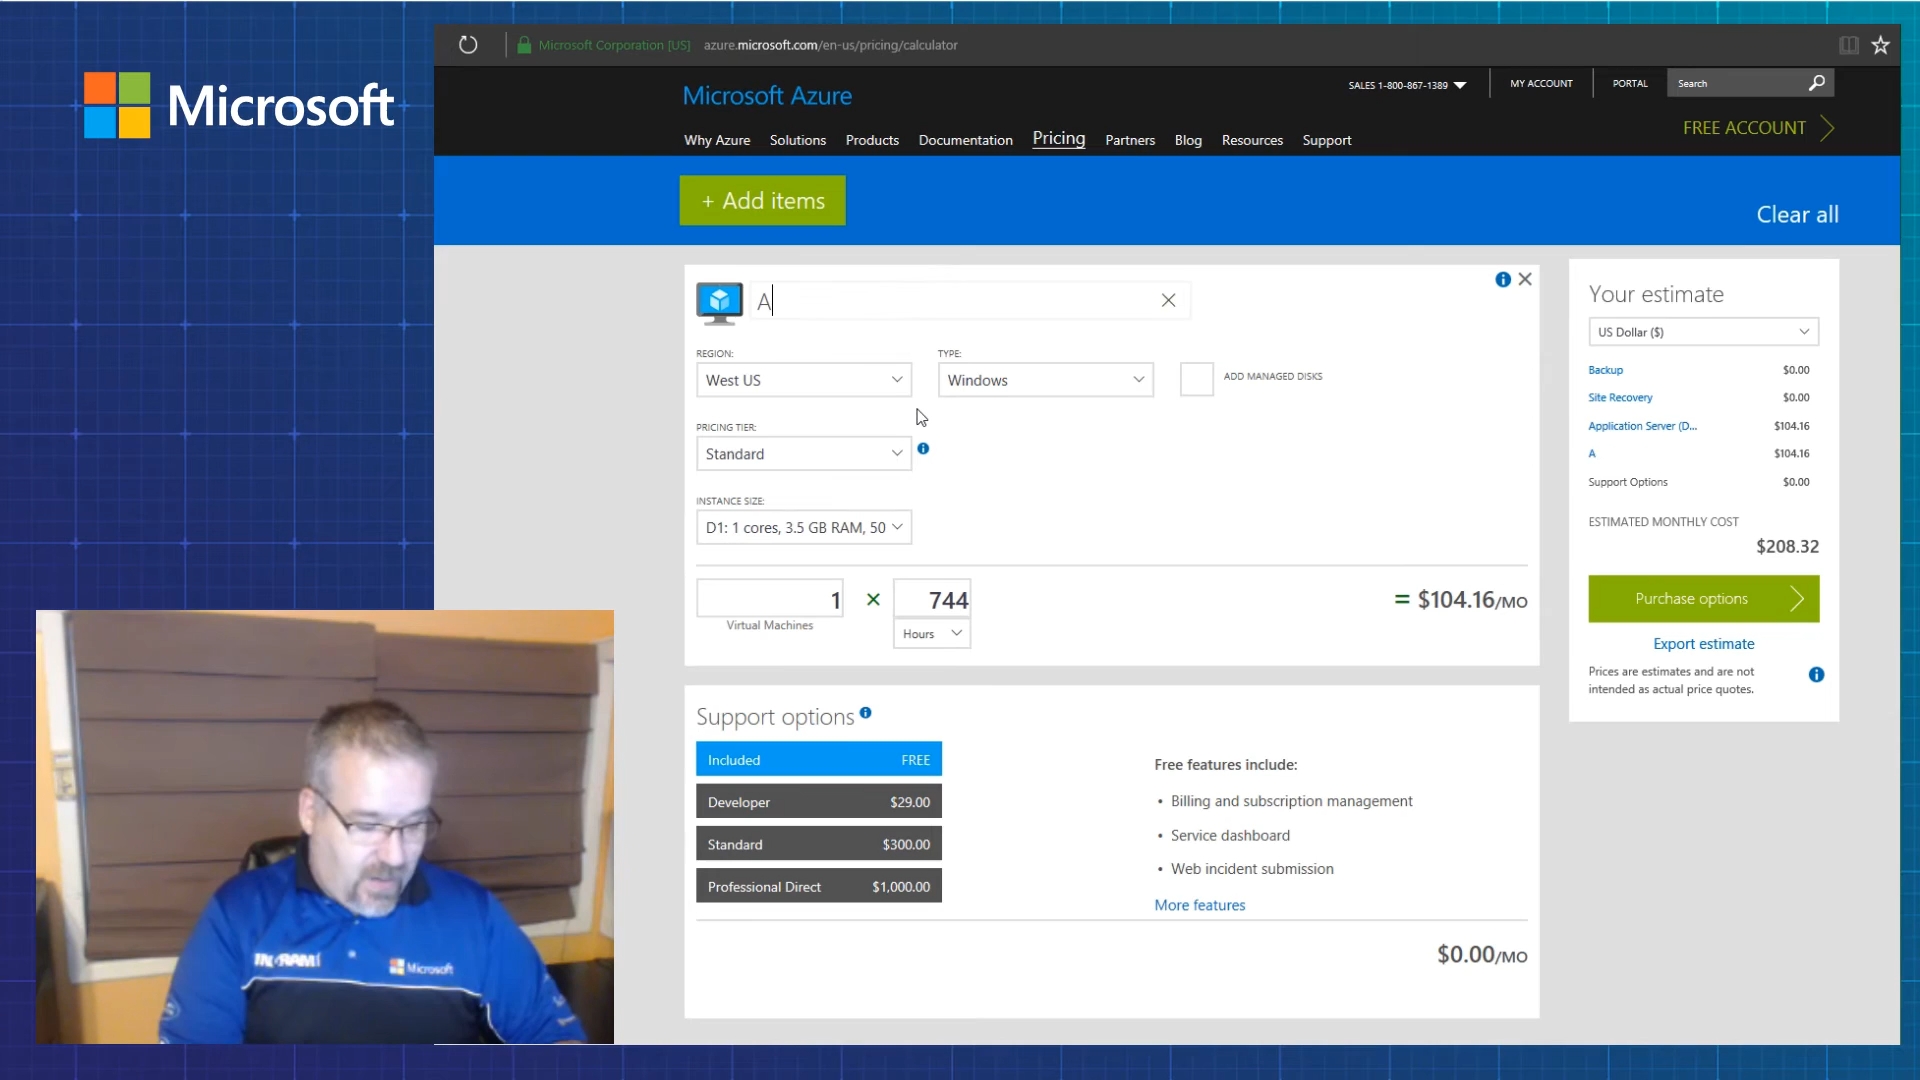 Microsoft
Microsoft Corporation [US] azure.microsoft.com/en-us/pricing/calculator
Microsoft Azure
SALES 1-800-867-1389
MY ACCOUNT
PORTAL
Search
FREE ACCOUNT
Why Azure Solutions Products Documentation Pricing Partners Blog Resources Support
+ Add items
Clear all
A
REGION:
West US
TYPE:
Windows
ADD MANAGED DISKS
PRICING TIER:
Standard
INSTANCE SIZE:
D1: 1 cores, 3.5 GB RAM, 50
1
Virtual Machines
×
744
Hours
= $104.16/MO
Support options
Included FREE
Developer $29.00
Standard $300.00
Professional Direct $1,000.00
Free features include:
• Billing and subscription management
• Service dashboard
• Web incident submission
More features
$0.00/MO
Your estimate
US Dollar ($)
Backup $0.00
Site Recovery $0.00
Application Server (D... $104.16
A $104.16
Support Options $0.00
ESTIMATED MONTHLY COST
$208.32
Purchase options
Export estimate
Prices are estimates and are not
intended as actual price quotes.
INGRAM
Microsoft